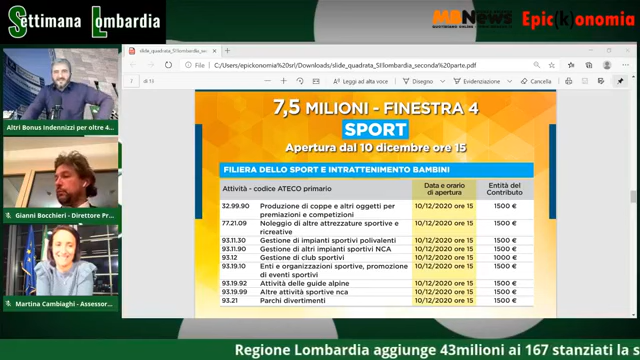 Settimana Lombardia
MBNews
Epic(k)onomia
slide_quadrata_SIlombardia_seco
File
C:/Users/epickonomia%20srl/Downloads/slide_quadrata_SIlombardia_seconda%20parte.pdf
di 13
Leggi ad alta voce
Disegno
Evidenziazione
Cancella
7,5 MILIONI - FINESTRA 4
SPORT
Apertura dal 10 dicembre ore 15
FILIERA DELLO SPORT E INTRATTENIMENTO BAMBINI
Attività - codice ATECO primario
Data e orario di apertura
Entità del Contributo
32.99.90 Produzione di coppe e altri oggetti per premiazioni e competizioni 10/12/2020 ore 15 1500 €
77.21.09 Noleggio di altre attrezzature sportive e ricreative 10/12/2020 ore 15 1500 €
93.11.30 Gestione di impianti sportivi polivalenti 10/12/2020 ore 15 1500 €
93.11.90 Gestione di altri impianti sportivi NCA 10/12/2020 ore 15 1500 €
93.12 Gestione di club sportivi 10/12/2020 ore 15 1000 €
93.19.10 Enti e organizzazioni sportive, promozione di eventi sportivi 10/12/2020 ore 15 1500 €
93.19.92 Attività delle guide alpine 10/12/2020 ore 15 1500 €
93.19.99 Altre attività sportive nca 10/12/2020 ore 15 1500 €
93.21 Parchi divertimenti 10/12/2020 ore 15 1500 €
Altri Bonus Indennizzi per oltre 4...
Gianni Bocchieri - Direttore Pr...
Martina Cambiaghi - Assessor...
Regione Lombardia aggiunge 43milioni ai 167 stanziati la s